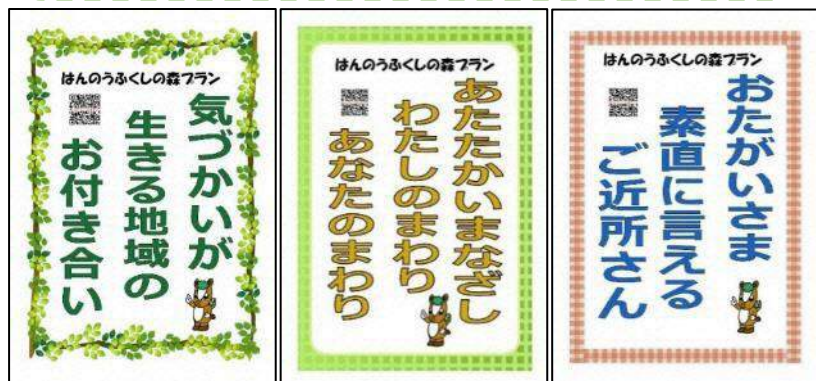 はんのうふくしの森プラン
気づかいが
生きる地域の
お付き合い
はんのうふくしの森プラン
あたたかいまなざし
わたしのまわり
あなたのまわり
はんのうふくしの森プラン
おたがいさま
素直に言える
ご近所さん